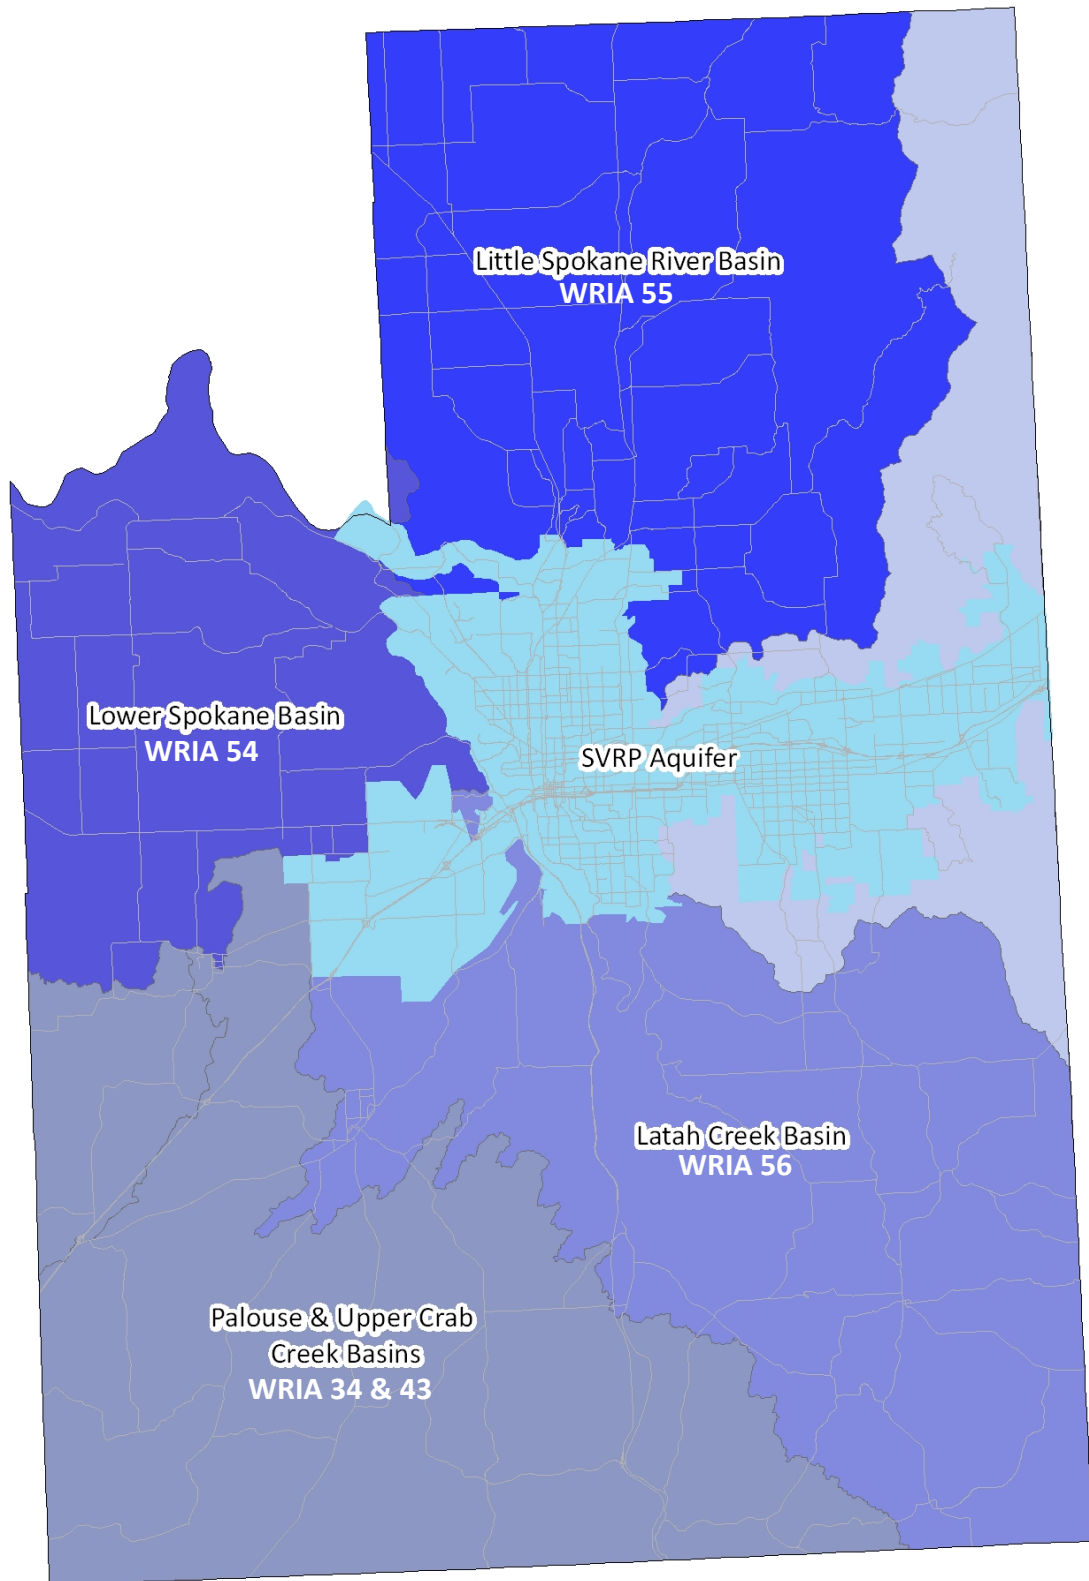 Little Spokane River Basin
WRIA 55
Lower Spokane Basin
WRIA 54
SVRP Aquifer
Latah Creek Basin
WRIA 56
Palouse & Upper Crab
Creek Basins
WRIA 34 & 43